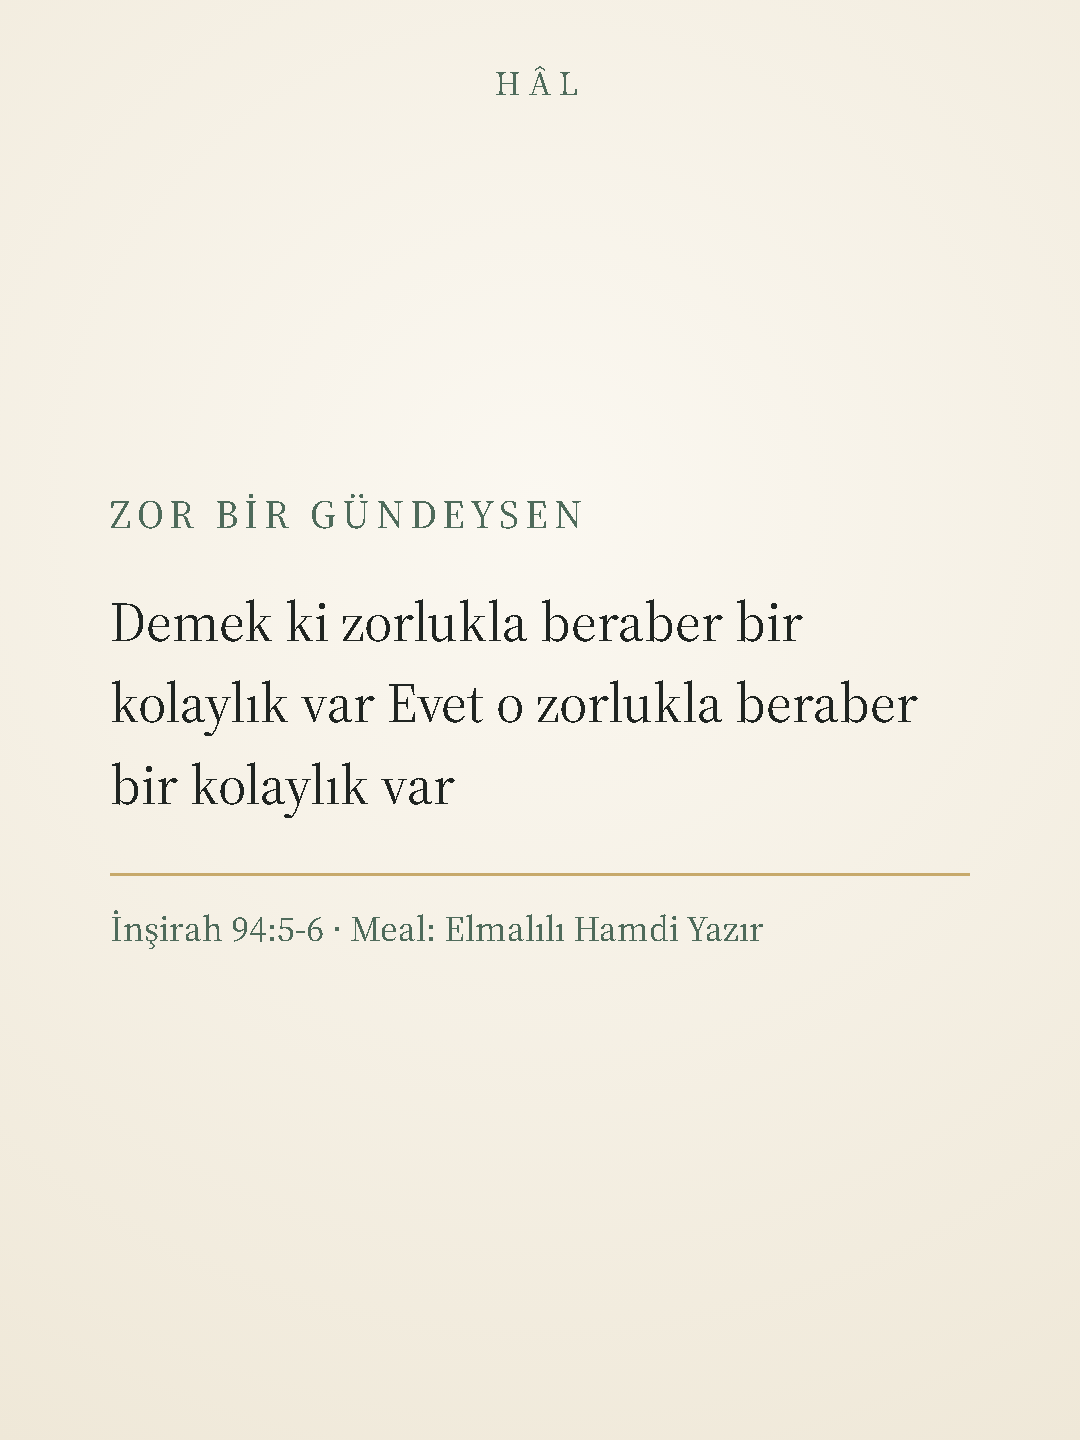 HÂL
ZOR BİR GÜNDEYSEN
Demek ki zorlukla beraber bir
kolaylık var Evet o zorlukla beraber
bir kolaylık var
İnşirah 94:5-6 · Meal: Elmalılı Hamdi Yazır